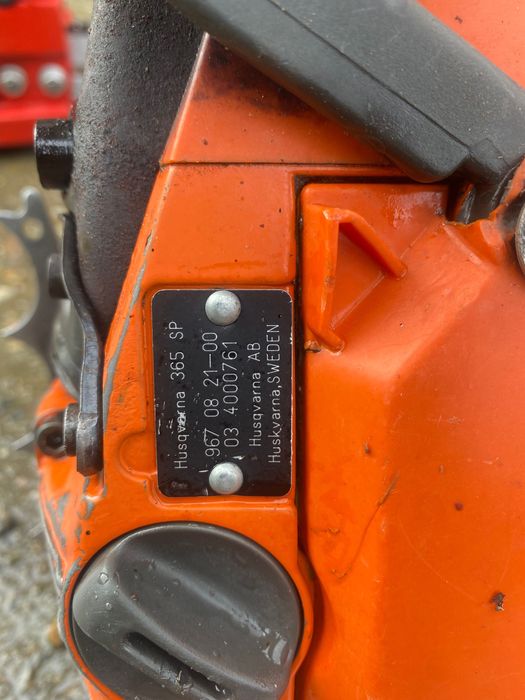 Husqvarna 365 SP
967 08 21-00
03 4000761
Husqvarna AB
Huskvarna, SWEDEN